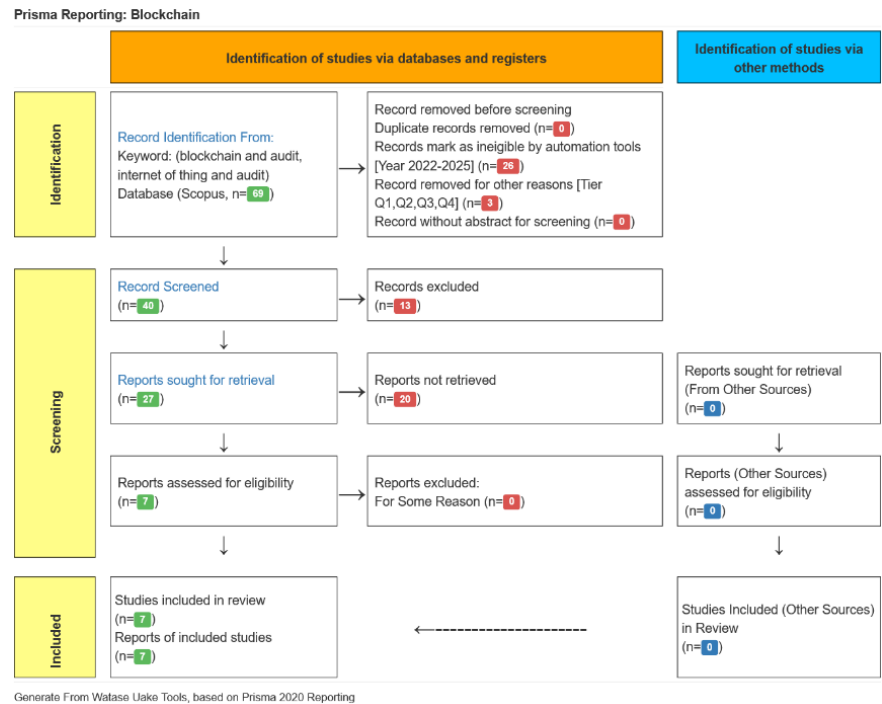 Prisma Reporting: Blockchain
Identification of studies via databases and registers
Identification of studies via
other methods
Identification
Record Identification From:
Keyword: (blockchain and audit,
internet of thing and audit)
Database (Scopus, n= 69 )
Record removed before screening
Duplicate records removed (n= 0 )
Records mark as ineigible by automation tools
[Year 2022-2025] (n= 26 )
Record removed for other reasons [Tier
Q1,Q2,Q3,Q4] (n= 3 )
Record without abstract for screening (n= 0 )
Screening
Record Screened
(n= 40 )
Records excluded
(n= 13 )
Reports sought for retrieval
(n= 27 )
Reports not retrieved
(n= 20 )
Reports sought for retrieval
(From Other Sources)
(n= 0 )
Reports assessed for eligibility
(n= 7 )
Reports excluded:
For Some Reason (n= 0 )
Reports (Other Sources)
assessed for eligibility
(n= 0 )
Included
Studies included in review
(n= 7 )
Reports of included studies
(n= 7 )
Studies Included (Other Sources)
in Review
(n= 0 )
Generate From Watase Uake Tools, based on Prisma 2020 Reporting